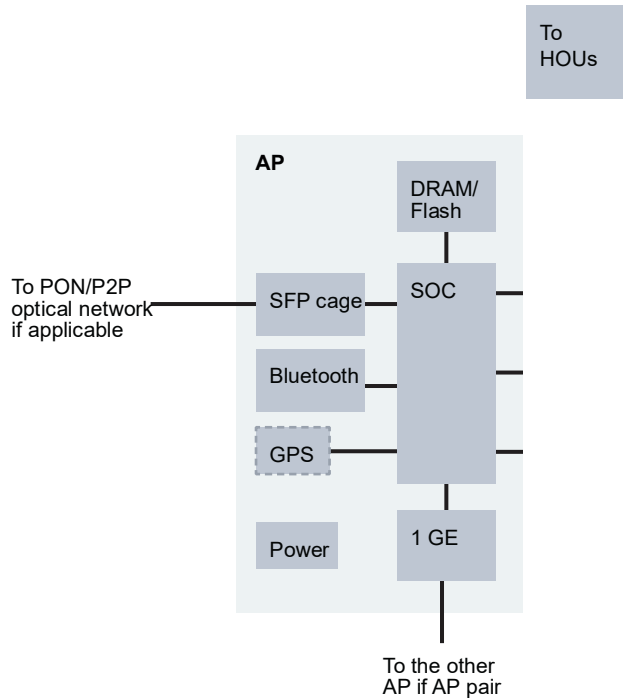 To
HOUs
AP
DRAM/
Flash
To PON/P2P
optical network
if applicable
SFP cage
SOC
Bluetooth
GPS
Power
1 GE
To the other
AP if AP pair